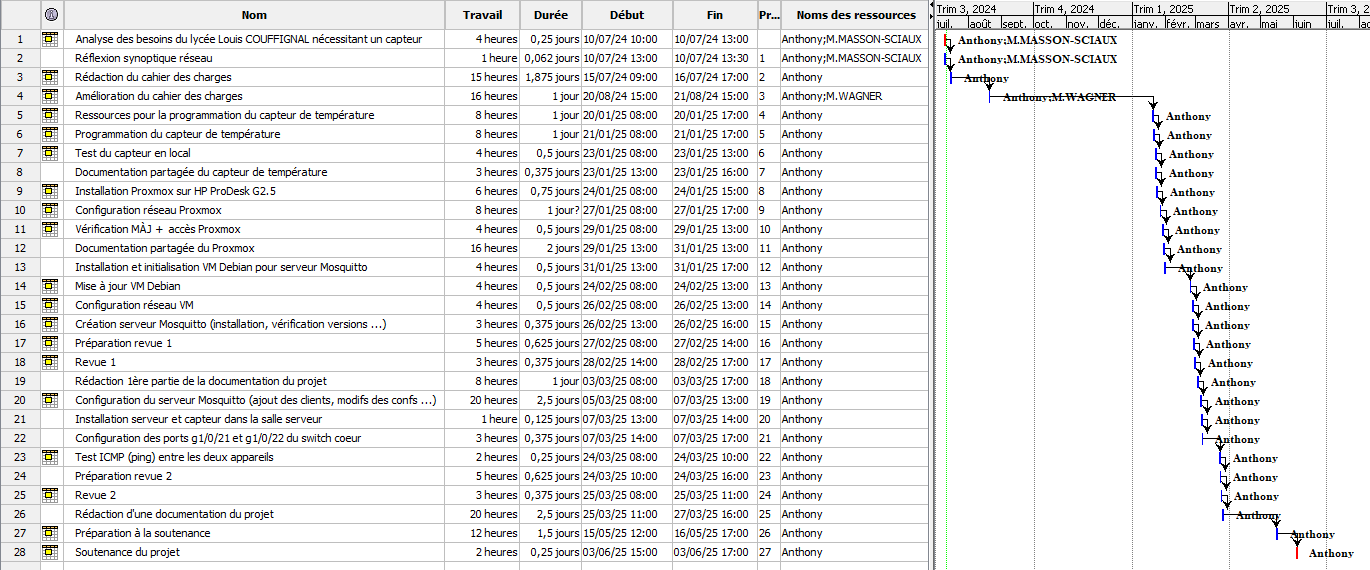 Nom Travail Durée Début Fin Pr... Noms des ressources
Trim 3, 2024 Trim 4, 2024 Trim 1, 2025 Trim 2, 2025 Trim 3, 2
juil. août sept. oct. nov. déc. janv. févr. mars avr. mai juin juil. ao
1 Analyse des besoins du lycée Louis COUFFIGNAL nécessitant un capteur 4 heures 0,25 jours 10/07/24 10:00 10/07/24 13:00 Anthony;M.MASSON-SCIAUX Anthony;M.MASSON-SCIAUX
2 Réflexion synoptique réseau 1 heure 0,062 jours 10/07/24 13:00 10/07/24 13:30 1 Anthony;M.MASSON-SCIAUX Anthony;M.MASSON-SCIAUX
3 Rédaction du cahier des charges 15 heures 1,875 jours 15/07/24 09:00 16/07/24 17:00 2 Anthony Anthony
4 Amélioration du cahier des charges 16 heures 1 jour 20/08/24 15:00 21/08/24 15:00 3 Anthony;M.WAGNER Anthony;M.WAGNER
5 Ressources pour la programmation du capteur de température 8 heures 1 jour 20/01/25 08:00 20/01/25 17:00 4 Anthony Anthony
6 Programmation du capteur de température 8 heures 1 jour 21/01/25 08:00 21/01/25 17:00 5 Anthony Anthony
7 Test du capteur en local 4 heures 0,5 jours 23/01/25 08:00 23/01/25 13:00 6 Anthony Anthony
8 Documentation partagée du capteur de température 3 heures 0,375 jours 23/01/25 13:00 23/01/25 16:00 7 Anthony Anthony
9 Installation Proxmox sur HP ProDesk G2.5 6 heures 0,75 jours 24/01/25 08:00 24/01/25 15:00 8 Anthony Anthony
10 Configuration réseau Proxmox 8 heures 1 jour? 27/01/25 08:00 27/01/25 17:00 9 Anthony Anthony
11 Vérification MÀJ + accès Proxmox 4 heures 0,5 jours 29/01/25 08:00 29/01/25 13:00 10 Anthony Anthony
12 Documentation partagée du Proxmox 16 heures 2 jours 29/01/25 13:00 31/01/25 13:00 11 Anthony Anthony
13 Installation et initialisation VM Debian pour serveur Mosquitto 4 heures 0,5 jours 31/01/25 13:00 31/01/25 17:00 12 Anthony Anthony
14 Mise à jour VM Debian 4 heures 0,5 jours 24/02/25 08:00 24/02/25 13:00 13 Anthony Anthony
15 Configuration réseau VM 4 heures 0,5 jours 26/02/25 08:00 26/02/25 13:00 14 Anthony Anthony
16 Création serveur Mosquitto (installation, vérification versions ...) 3 heures 0,375 jours 26/02/25 13:00 26/02/25 16:00 15 Anthony Anthony
17 Préparation revue 1 5 heures 0,625 jours 27/02/25 08:00 27/02/25 14:00 16 Anthony Anthony
18 Revue 1 3 heures 0,375 jours 28/02/25 14:00 28/02/25 17:00 17 Anthony Anthony
19 Rédaction 1ère partie de la documentation du projet 8 heures 1 jour 03/03/25 08:00 03/03/25 17:00 18 Anthony Anthony
20 Configuration du serveur Mosquitto (ajout des clients, modifs des confs ...) 20 heures 2,5 jours 05/03/25 08:00 07/03/25 13:00 19 Anthony Anthony
21 Installation serveur et capteur dans la salle serveur 1 heure 0,125 jours 07/03/25 13:00 07/03/25 14:00 20 Anthony Anthony
22 Configuration des ports g1/0/21 et g1/0/22 du switch coeur 3 heures 0,375 jours 07/03/25 14:00 07/03/25 17:00 21 Anthony Anthony
23 Test ICMP (ping) entre les deux appareils 2 heures 0,25 jours 24/03/25 08:00 24/03/25 10:00 22 Anthony Anthony
24 Préparation revue 2 5 heures 0,625 jours 24/03/25 10:00 24/03/25 16:00 23 Anthony Anthony
25 Revue 2 3 heures 0,375 jours 25/03/25 08:00 25/03/25 11:00 24 Anthony Anthony
26 Rédaction d'une documentation du projet 20 heures 2,5 jours 25/03/25 11:00 27/03/25 16:00 25 Anthony Anthony
27 Préparation à la soutenance 12 heures 1,5 jours 15/05/25 12:00 16/05/25 17:00 26 Anthony Anthony
28 Soutenance du projet 2 heures 0,25 jours 03/06/25 15:00 03/06/25 17:00 27 Anthony Anthony